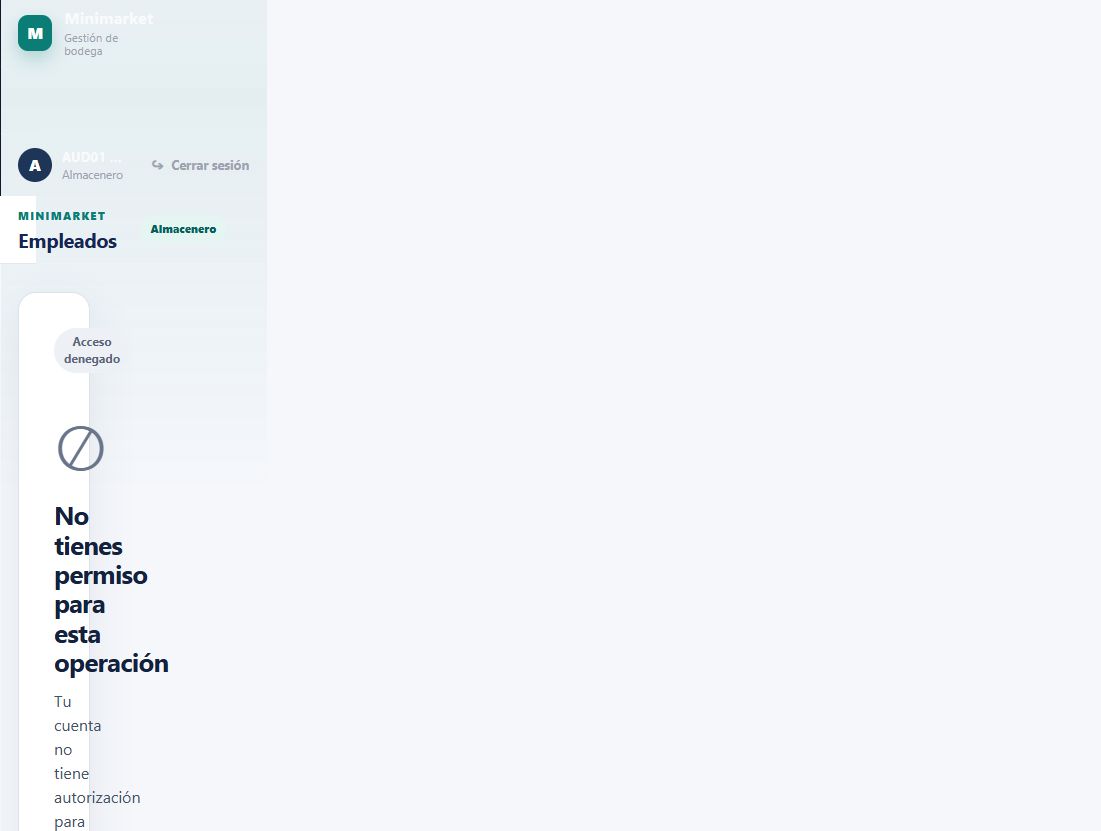 M
Minimarket
Gestión de
bodega
A
AUD01 ...
Almacenero
↪ Cerrar sesión
MINIMARKET
Empleados
Almacenero
Acceso
denegado
No
tienes
permiso
para
esta
operación
Tu
cuenta
no
tiene
autorización
para